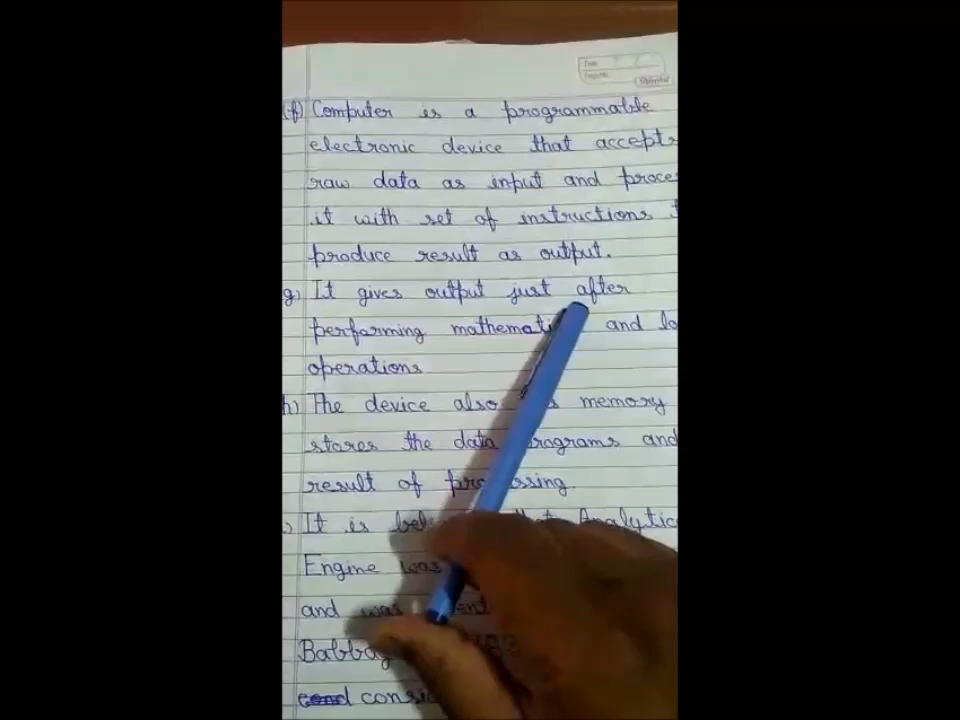 (f) Computer is a programmable
electronic device that accepts
raw data as input and proce
it with set of instructions t
produce result as output.
g) It gives output just after
performing mathemati and lo
operations
h) The device also memory
stores the data programs and
result of processing.
It is that Analytic
Engine was
and was
Babbag
consi